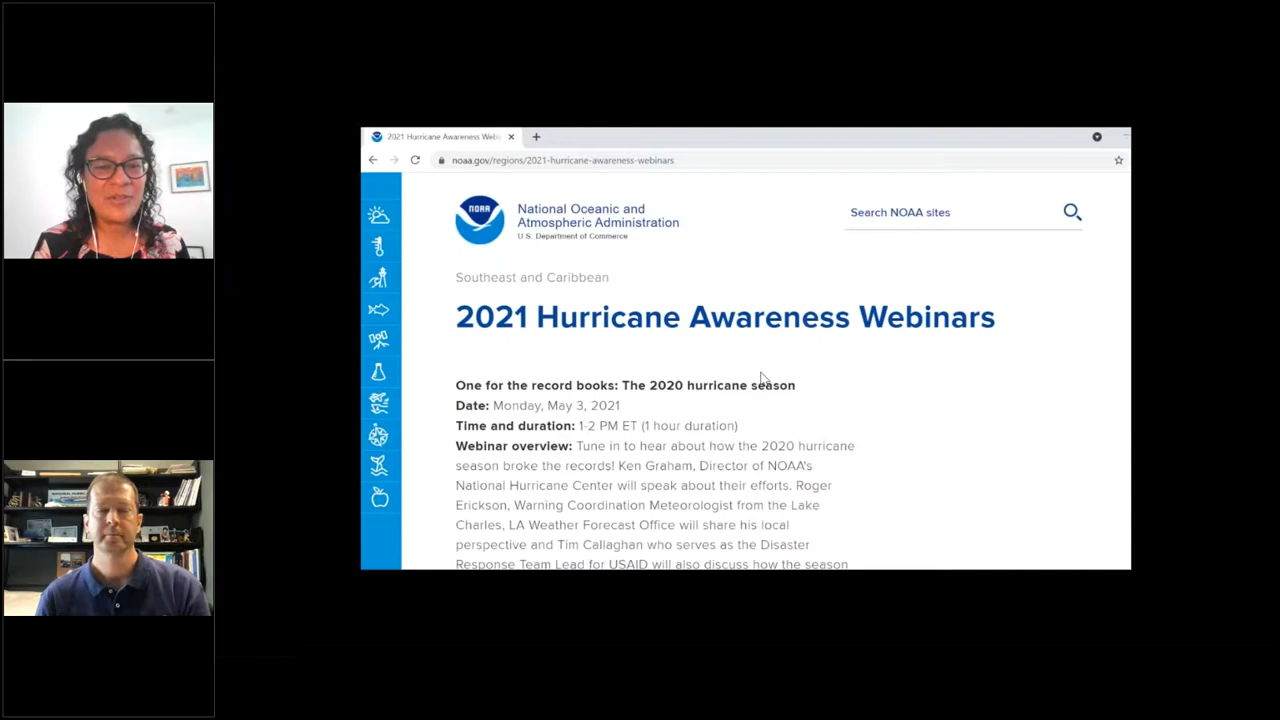 2021 Hurricane Awareness Webi
noaa.gov/regions/2021-hurricane-awareness-webinars
NOAA
National Oceanic and
Atmospheric Administration
U.S. Department of Commerce
Search NOAA sites
Southeast and Caribbean
2021 Hurricane Awareness Webinars
One for the record books: The 2020 hurricane season
Date: Monday, May 3, 2021
Time and duration: 1-2 PM ET (1 hour duration)
Webinar overview: Tune in to hear about how the 2020 hurricane
season broke the records! Ken Graham, Director of NOAA's
National Hurricane Center will speak about their efforts. Roger
Erickson, Warning Coordination Meteorologist from the Lake
Charles, LA Weather Forecast Office will share his local
perspective and Tim Callaghan who serves as the Disaster
Response Team Lead for USAID will also discuss how the season